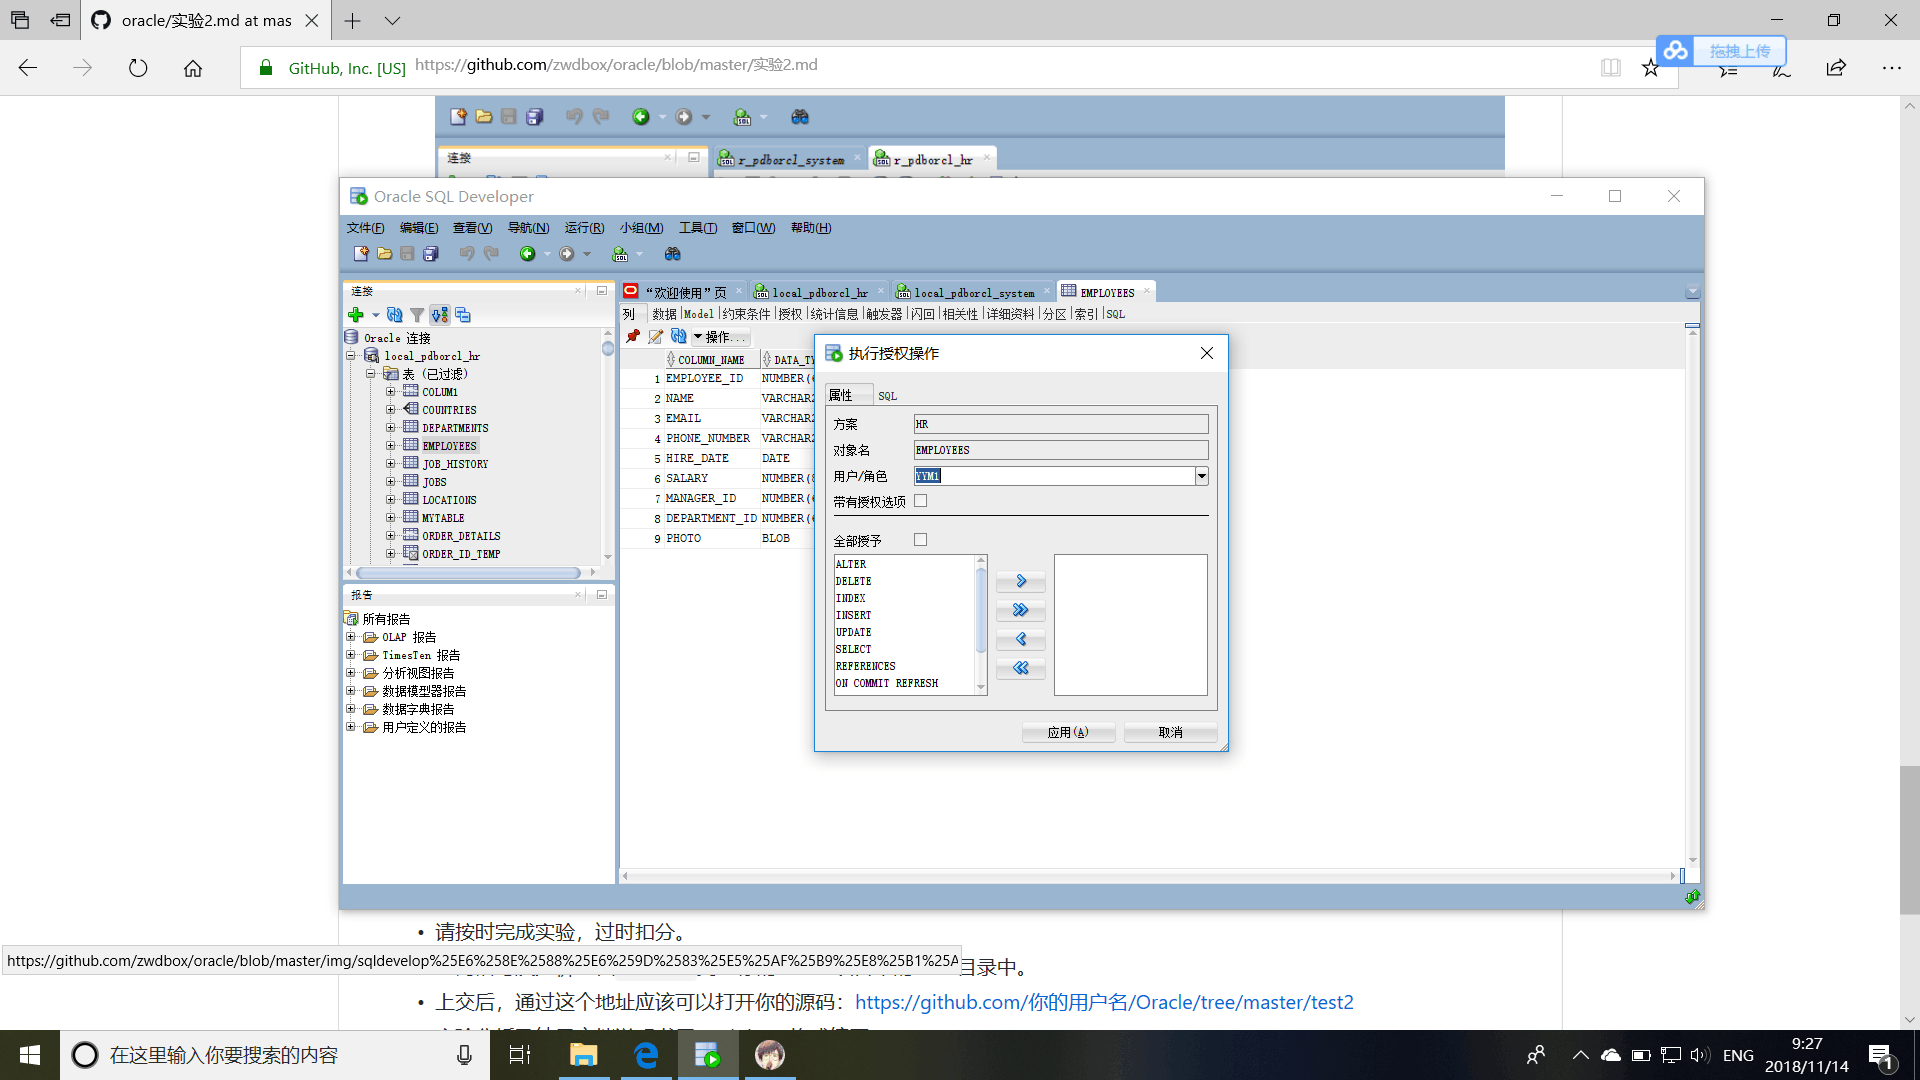 oracle/实验2.md at mas
GitHub, Inc. [US]
https://github.com/zwdbox/oracle/blob/master/实验2.md
拖拽上传
连接
r_pdborcl_system
r_pdborcl_hr
Oracle SQL Developer
文件(F) 编辑(E) 查看(V) 导航(N) 运行(R) 小组(M) 工具(T) 窗口(W) 帮助(H)
连接
“欢迎使用”页
local_pdborcl_hr
local_pdborcl_system
EMPLOYEES
列 数据 Model 约束条件 授权 统计信息 触发器 闪回 相关性 详细资料 分区 索引 SQL
操作...
Oracle 连接
local_pdborcl_hr
表 (已过滤)
COLUM1
COUNTRIES
DEPARTMENTS
EMPLOYEES
JOB_HISTORY
JOBS
LOCATIONS
MYTABLE
ORDER_DETAILS
ORDER_ID_TEMP
COLUMN_NAME DATA_TY
1 EMPLOYEE_ID NUMBER(6
2 NAME VARCHAR2
3 EMAIL VARCHAR2
4 PHONE_NUMBER VARCHAR2
5 HIRE_DATE DATE
6 SALARY NUMBER(8
7 MANAGER_ID NUMBER(6
8 DEPARTMENT_ID NUMBER(6
9 PHOTO BLOB
报告
所有报告
OLAP 报告
TimesTen 报告
分析视图报告
数据模型器报告
数据字典报告
用户定义的报告
执行授权操作
属性 SQL
方案 HR
对象名 EMPLOYEES
用户/角色 YYM1
带有授权选项
全部授予
ALTER
DELETE
INDEX
INSERT
UPDATE
SELECT
REFERENCES
ON COMMIT REFRESH
应用(A) 取消
• 请按时完成实验，过时扣分。
https://github.com/zwdbox/oracle/blob/master/img/sqldevelop%25E6%258E%2588%25E6%259D%2583%25E5%25AF%25B9%25E8%25B1%25A
目录中。
• 上交后，通过这个地址应该可以打开你的源码：https://github.com/你的用户名/Oracle/tree/master/test2
在这里输入你要搜索的内容
ENG
9:27
2018/11/14
1